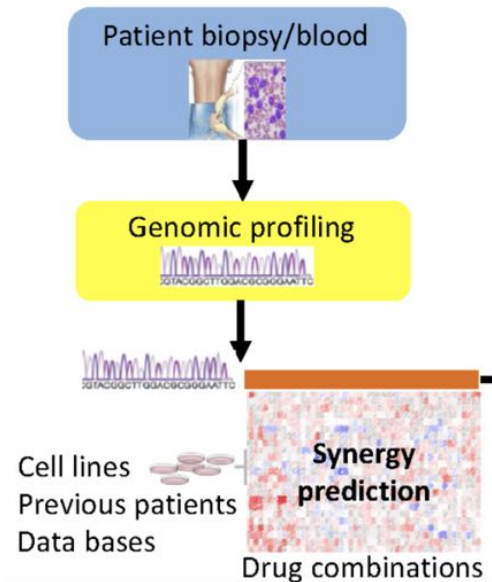 Patient biopsy/blood
Genomic profiling
CGTACGGCTTGGACGCGGGAATTC
CGTACGGCTTGGACGCGGGAATTC
Synergy
prediction
Cell lines
Previous patients
Data bases
Drug combinations